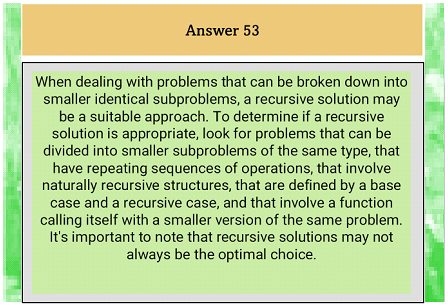 Answer 53
When dealing with problems that can be broken down into
smaller identical subproblems, a recursive solution may
be a suitable approach. To determine if a recursive
solution is appropriate, look for problems that can be
divided into smaller subproblems of the same type, that
have repeating sequences of operations, that involve
naturally recursive structures, that are defined by a base
case and a recursive case, and that involve a function
calling itself with a smaller version of the same problem.
It's important to note that recursive solutions may not
always be the optimal choice.